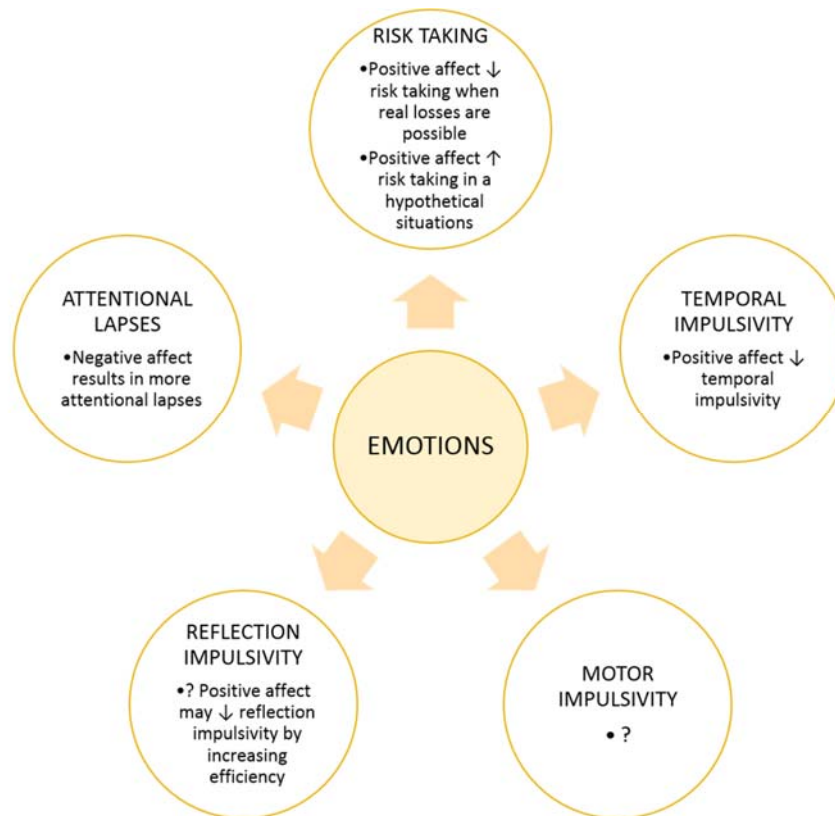 RISK TAKING
•Positive affect ↓
risk taking when
real losses are
possible
•Positive affect ↑
risk taking in a
hypothetical
situations
ATTENTIONAL
LAPSES
•Negative affect
results in more
attentional lapses
TEMPORAL
IMPULSIVITY
•Positive affect ↓
temporal
impulsivity
EMOTIONS
REFLECTION
IMPULSIVITY
•? Positive affect
may ↓ reflection
impulsivity by
increasing
efficiency
MOTOR
IMPULSIVITY
• ?